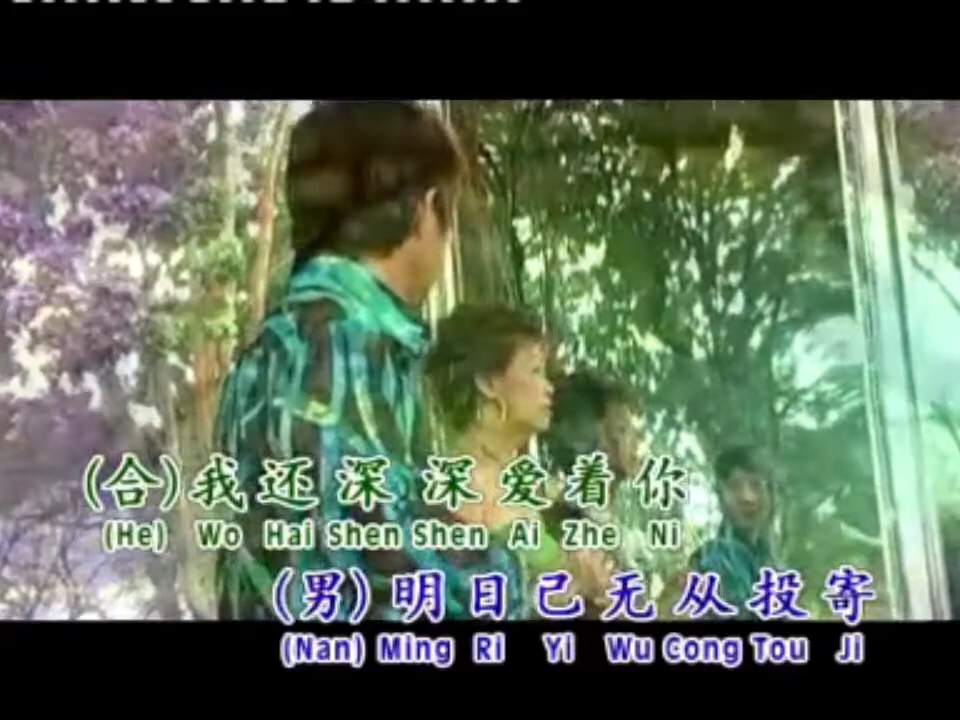 (合)我还深深爱着你
(He) Wo Hai Shen Shen Ai Zhe Ni
(男)明日己无从投寄
(Nan) Ming Ri Yi Wu Cong Tou Ji